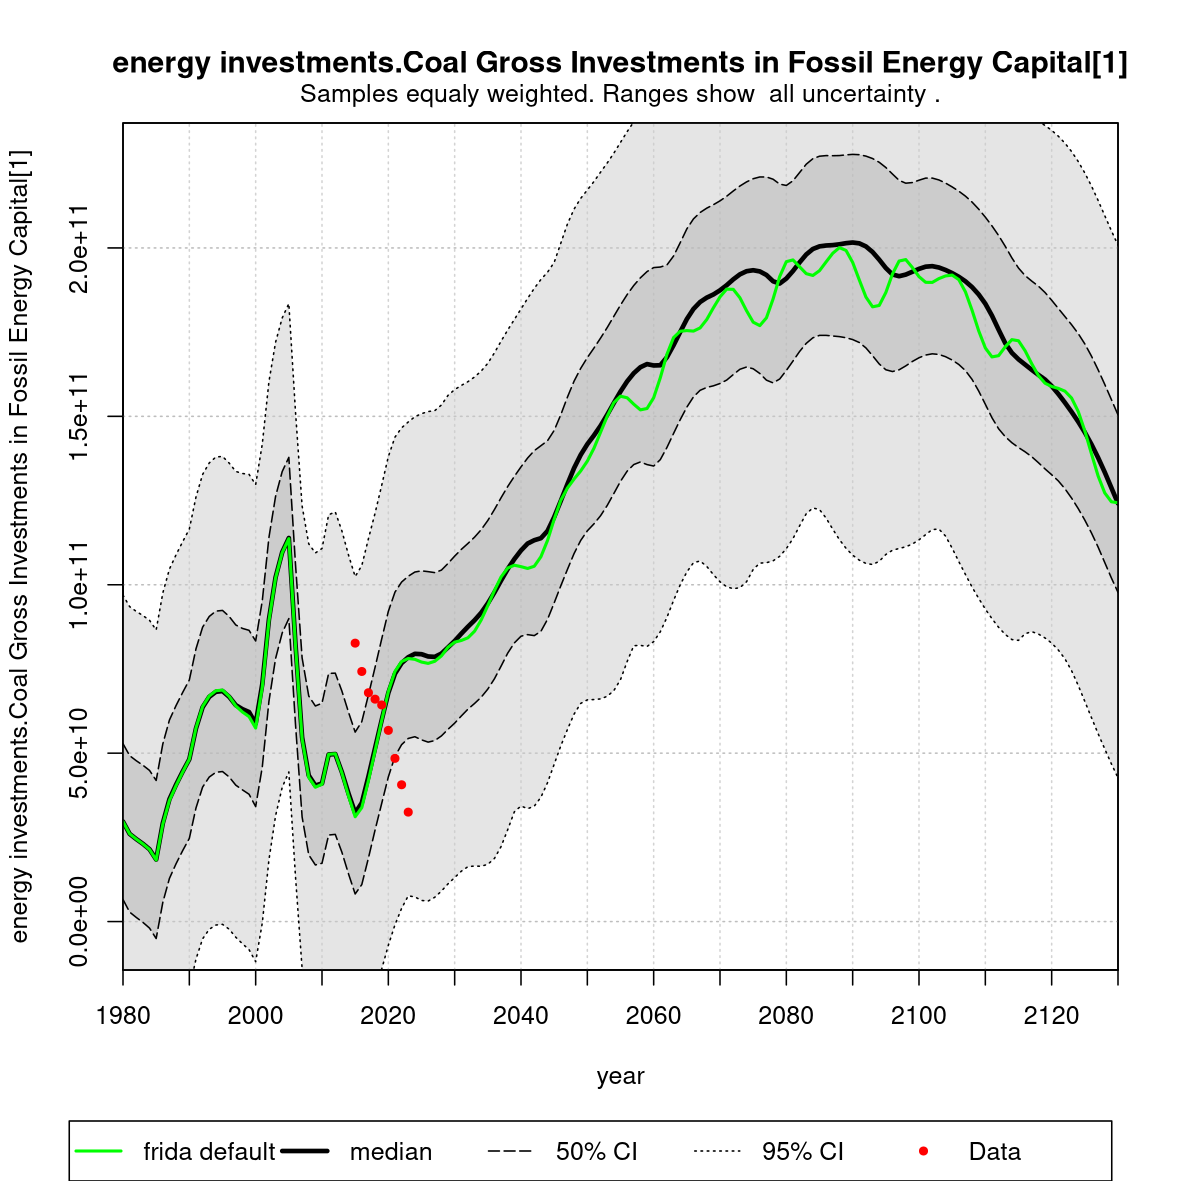 energy investments.Coal Gross Investments in Fossil Energy Capital[1]
Samples equaly weighted. Ranges show  all uncertainty .
energy investments.Coal Gross Investments in Fossil Energy Capital[1]
2.0e+11
1.5e+11
1.0e+11
5.0e+10
0.0e+00
1980 2000 2020 2040 2060 2080 2100 2120
year
frida default median 50% CI 95% CI Data